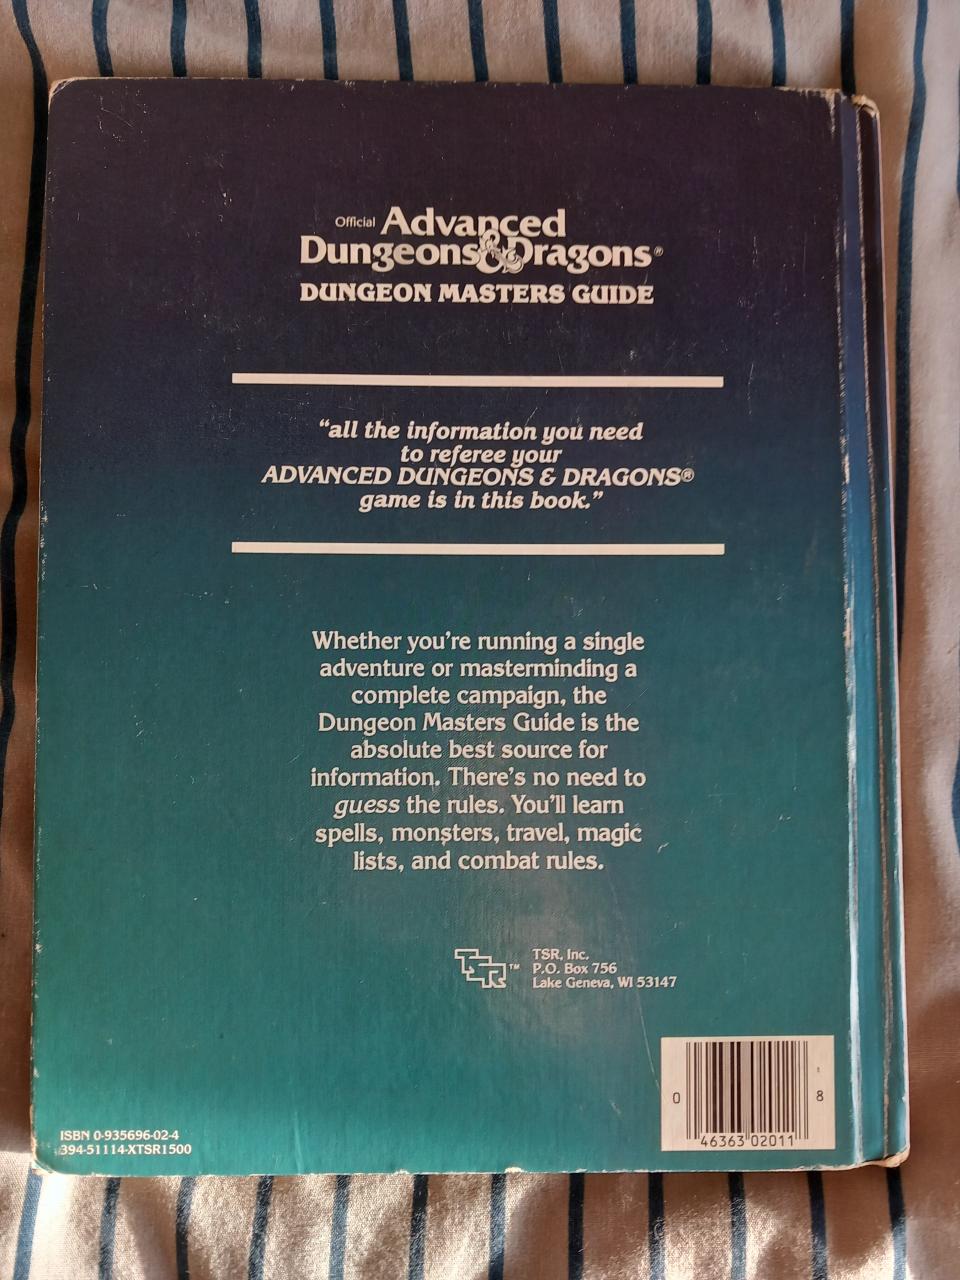 Official Advanced
Dungeons & Dragons®
DUNGEON MASTERS GUIDE
“all the information you need
to referee your
ADVANCED DUNGEONS & DRAGONS®
game is in this book.”
Whether you're running a single
adventure or masterminding a
complete campaign, the
Dungeon Masters Guide is the
absolute best source for
information. There's no need to
guess the rules. You'll learn
spells, monsters, travel, magic
lists, and combat rules.
TSR™
TSR, Inc.
P.O. Box 756
Lake Geneva, WI 53147
ISBN 0-935696-02-4
394-51114-XTSR1500
0 46363 02011 8